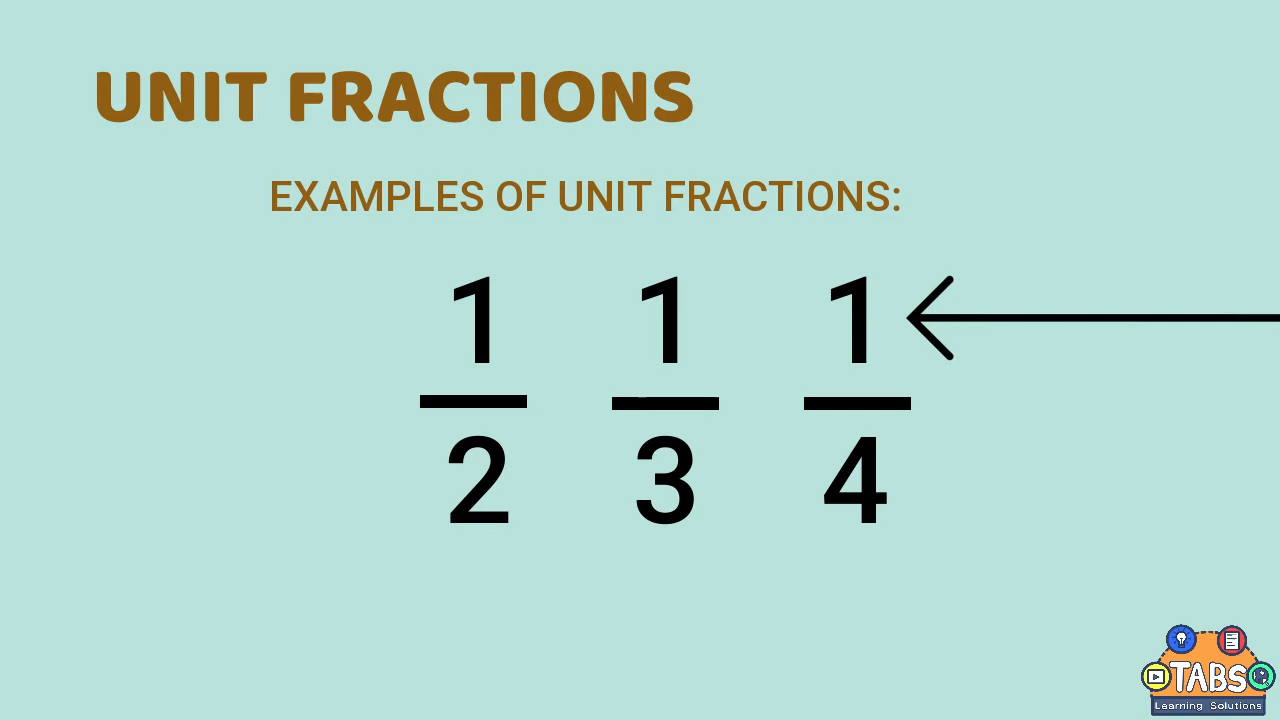 UNIT FRACTIONS
EXAMPLES OF UNIT FRACTIONS:
1 1 1
2 3 4
TABS
Learning Solutions